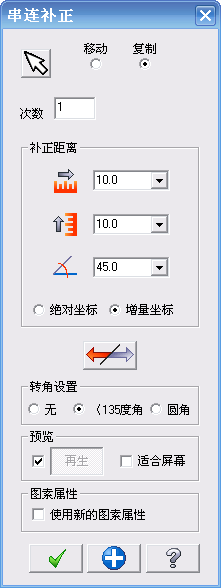 串连补正
移动 复制
次数 1
补正距离
10.0
10.0
45.0
绝对坐标 增量坐标
转角设置
无 〈135度角 圆角
预览
再生 适合屏幕
图素属性
使用新的图素属性